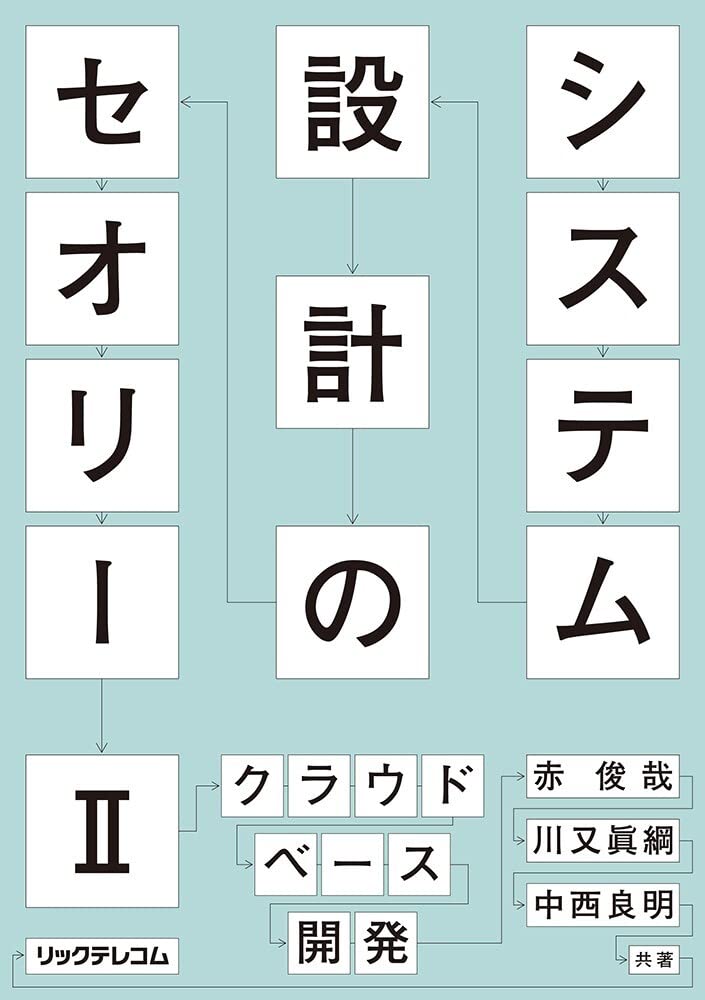 システム
設計の
セオリー
Ⅱ
クラウド
ベース
開発
赤 俊哉
川又眞綱
中西良明
共著
リックテレコム